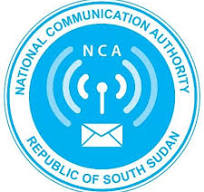 NATIONAL COMMUNICATION AUTHORITY
NCA
REPUBLIC OF SOUTH SUDAN